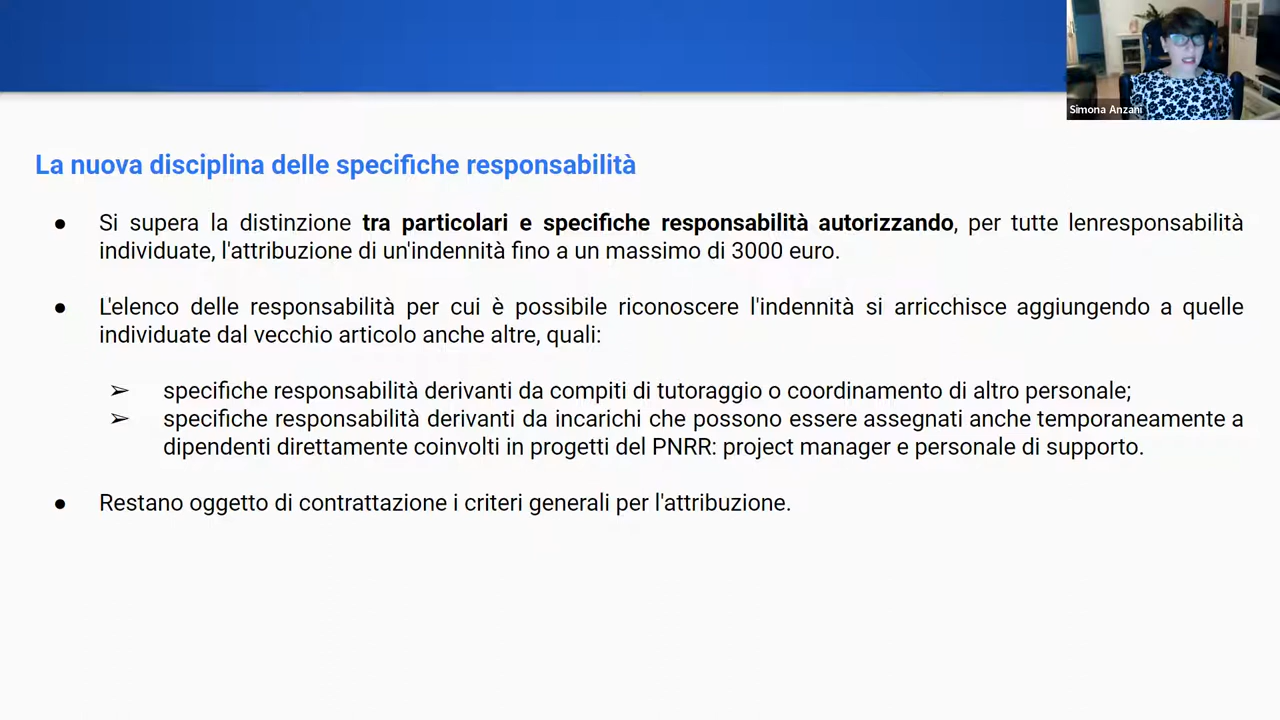 Simona Anzani
La nuova disciplina delle specifiche responsabilità
● Si supera la distinzione tra particolari e specifiche responsabilità autorizzando, per tutte lenresponsabilità
individuate, l'attribuzione di un'indennità fino a un massimo di 3000 euro.
● L'elenco delle responsabilità per cui è possibile riconoscere l'indennità si arricchisce aggiungendo a quelle
individuate dal vecchio articolo anche altre, quali:
➢ specifiche responsabilità derivanti da compiti di tutoraggio o coordinamento di altro personale;
➢ specifiche responsabilità derivanti da incarichi che possono essere assegnati anche temporaneamente a
dipendenti direttamente coinvolti in progetti del PNRR: project manager e personale di supporto.
● Restano oggetto di contrattazione i criteri generali per l'attribuzione.